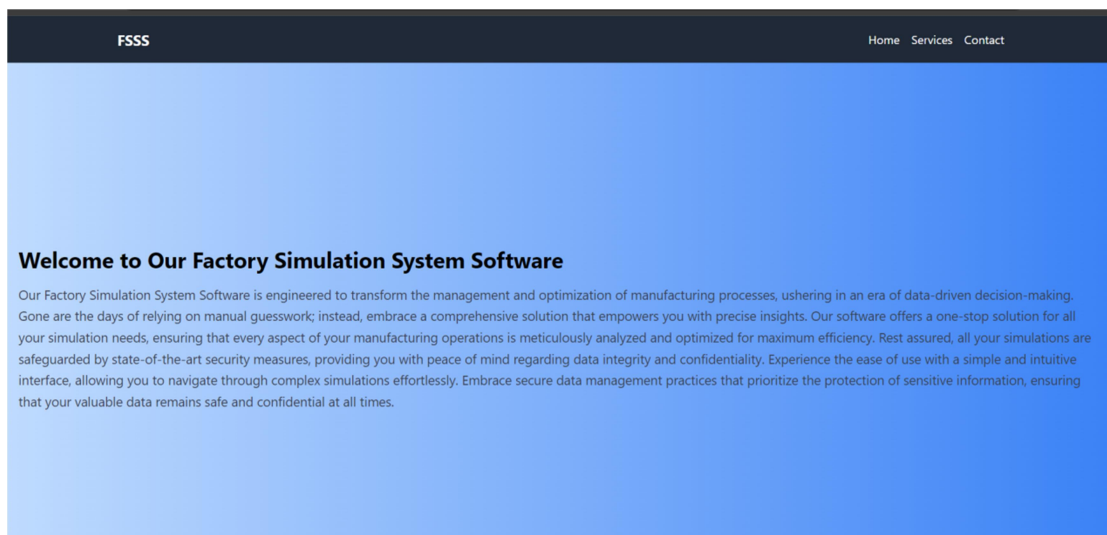 FSSS
Home Services Contact
Welcome to Our Factory Simulation System Software
Our Factory Simulation System Software is engineered to transform the management and optimization of manufacturing processes, ushering in an era of data-driven decision-making.
Gone are the days of relying on manual guesswork; instead, embrace a comprehensive solution that empowers you with precise insights. Our software offers a one-stop solution for all
your simulation needs, ensuring that every aspect of your manufacturing operations is meticulously analyzed and optimized for maximum efficiency. Rest assured, all your simulations are
safeguarded by state-of-the-art security measures, providing you with peace of mind regarding data integrity and confidentiality. Experience the ease of use with a simple and intuitive
interface, allowing you to navigate through complex simulations effortlessly. Embrace secure data management practices that prioritize the protection of sensitive information, ensuring
that your valuable data remains safe and confidential at all times.